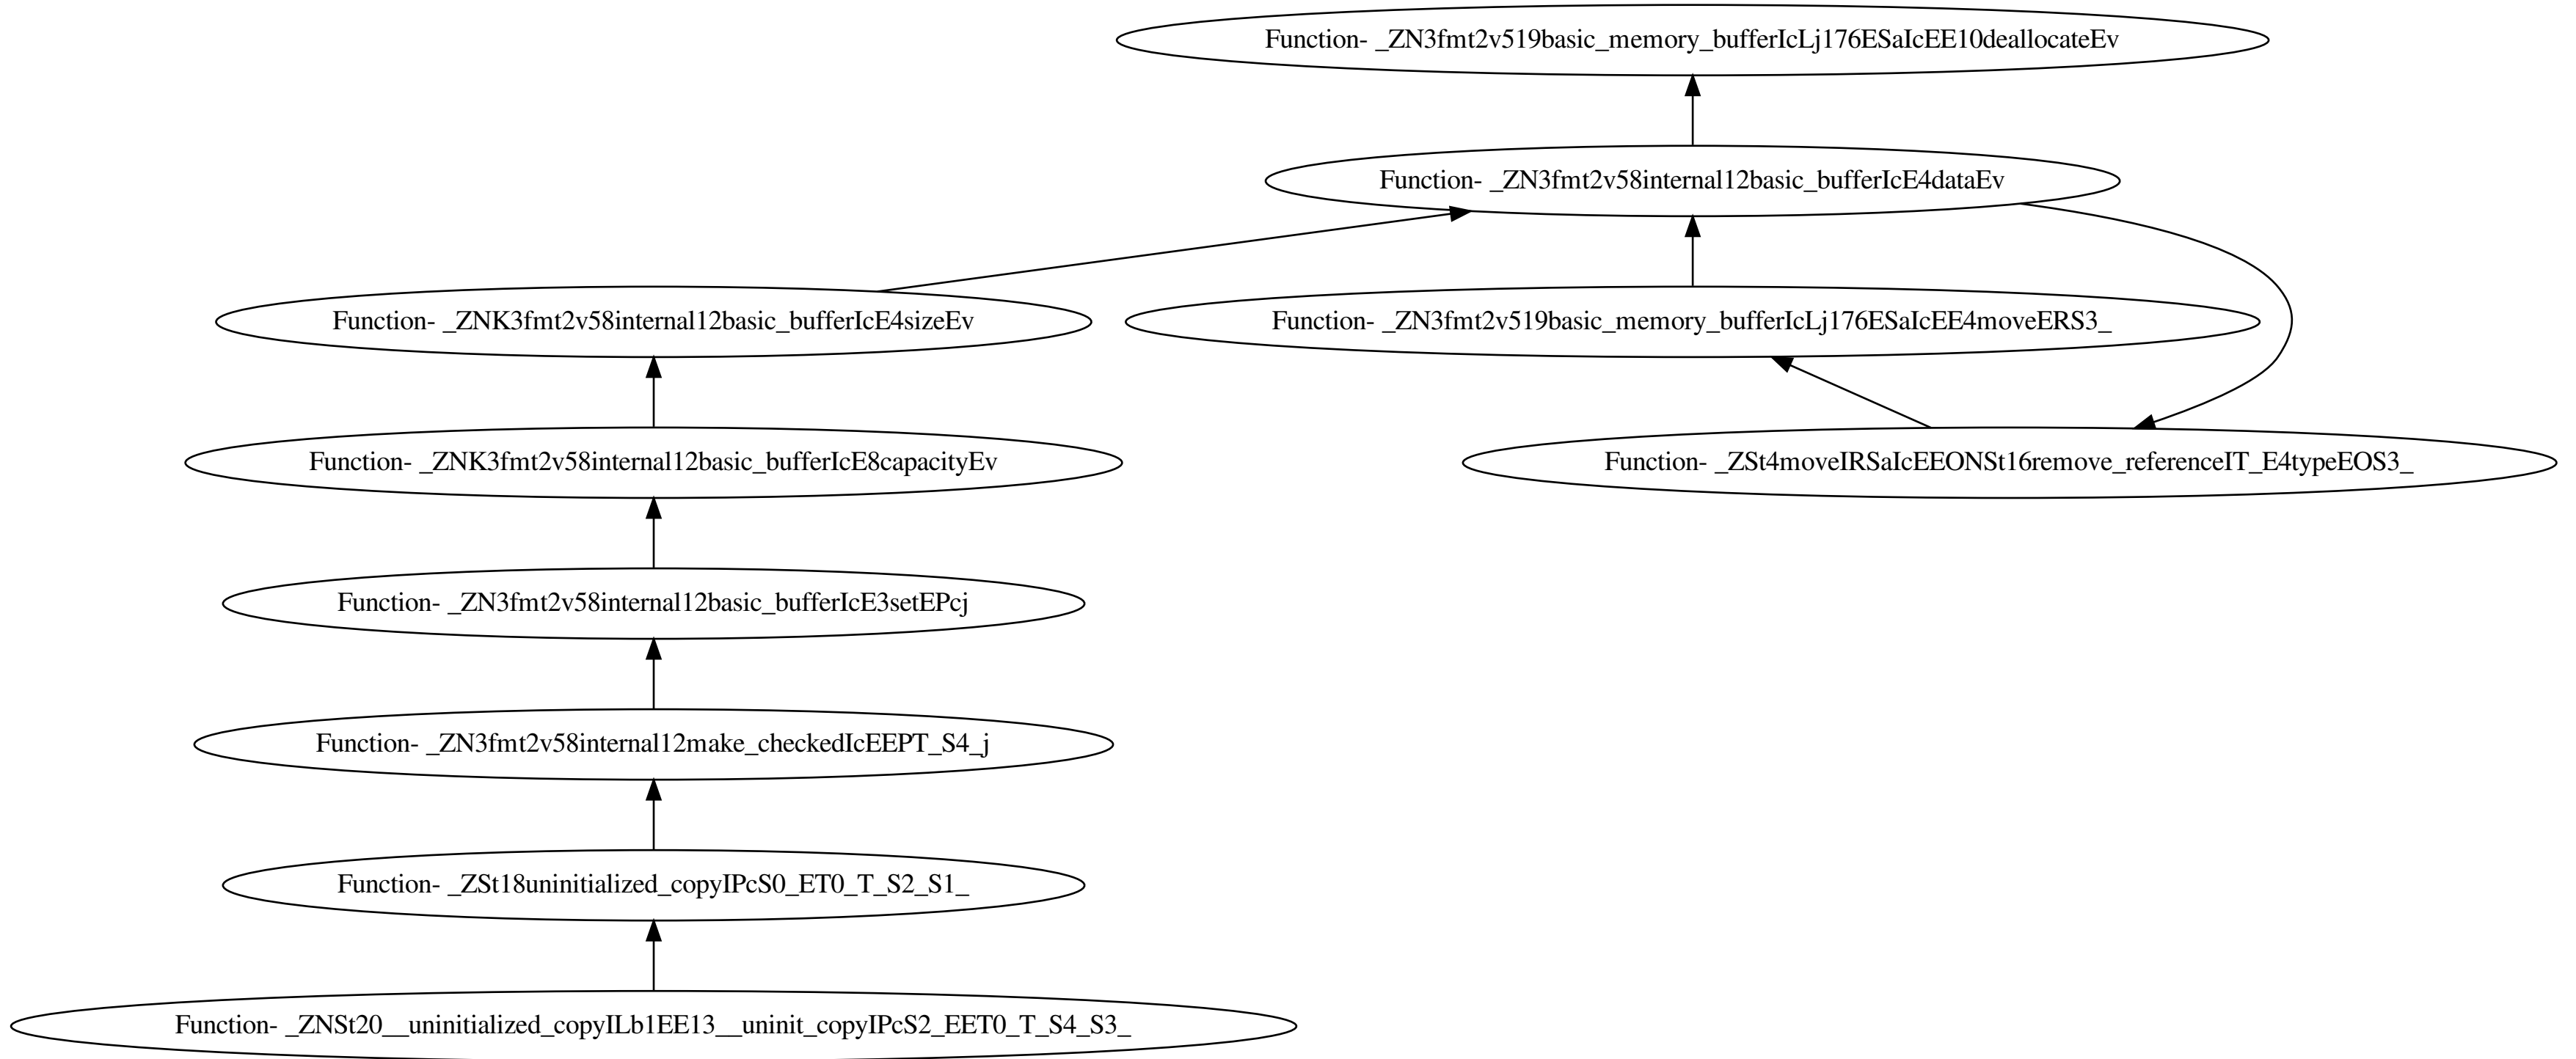 Function- _ZN3fmt2v519basic_memory_bufferIcLj176ESaIcEE10deallocateEv
Function- _ZN3fmt2v58internal12basic_bufferIcE4dataEv
Function- _ZNK3fmt2v58internal12basic_bufferIcE4sizeEv
Function- _ZN3fmt2v519basic_memory_bufferIcLj176ESaIcEE4moveERS3_
Function- _ZNK3fmt2v58internal12basic_bufferIcE8capacityEv
Function- _ZSt4moveIRSaIcEEONSt16remove_referenceIT_E4typeEOS3_
Function- _ZN3fmt2v58internal12basic_bufferIcE3setEPcj
Function- _ZN3fmt2v58internal12make_checkedIcEEPT_S4_j
Function- _ZSt18uninitialized_copyIPcS0_ET0_T_S2_S1_
Function- _ZNSt20__uninitialized_copyILb1EE13__uninit_copyIPcS2_EET0_T_S4_S3_